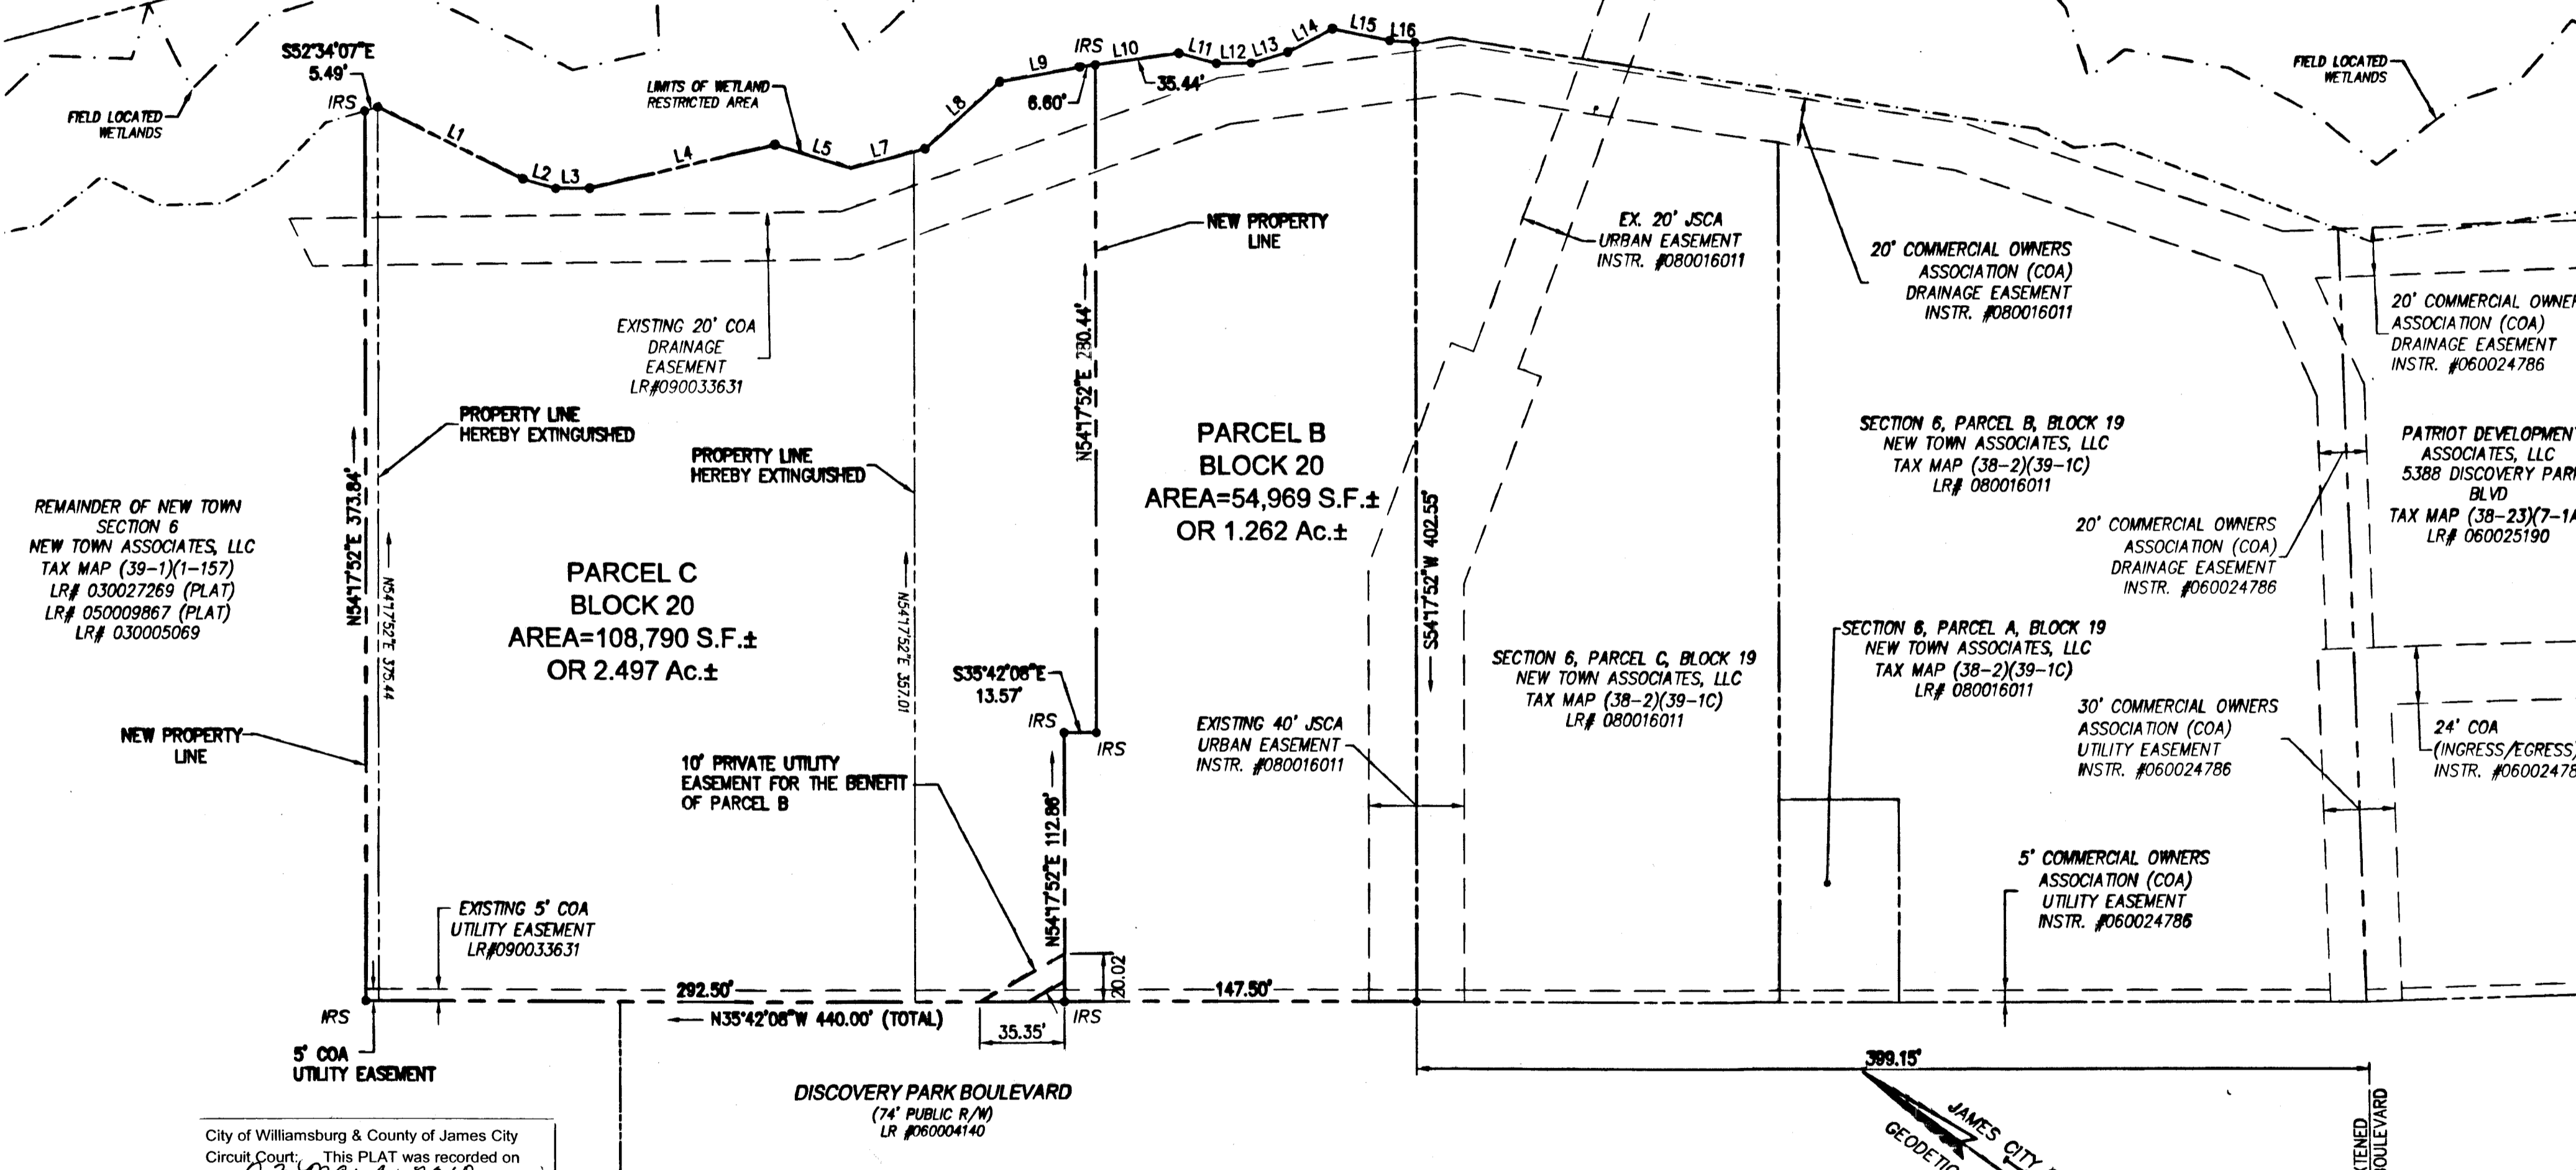 S52°34'07"E
5.49'
IRS
FIELD LOCATED
WETLANDS
L1
L2
L3
L4
LIMITS OF WETLAND
RESTRICTED AREA
L5
L7
L8
L9
IRS
6.60'
L10
35.44'
L11
L12
L13
L14
L15
L16
FIELD LOCATED
WETLANDS
NEW PROPERTY
LINE
EX. 20' JSCA
URBAN EASEMENT
INSTR. #080016011
20' COMMERCIAL OWNERS
ASSOCIATION (COA)
DRAINAGE EASEMENT
INSTR. #080016011
20' COMMERCIAL OWNER
ASSOCIATION (COA)
DRAINAGE EASEMENT
INSTR. #060024786
EXISTING 20' COA
DRAINAGE
EASEMENT
LR#090033631
PROPERTY LINE
HEREBY EXTINGUISHED
PROPERTY LINE
HEREBY EXTINGUISHED
N54°17'52"E 373.84'
N54°17'52"E 375.44
N54°17'52"E 357.01
N54°17'52"E 280.44'
S54°17'52"W 402.55'
PARCEL B
BLOCK 20
AREA=54,969 S.F.±
OR 1.262 Ac.±
SECTION 6, PARCEL B, BLOCK 19
NEW TOWN ASSOCIATES, LLC
TAX MAP (38-2)(39-1C)
LR# 080016011
PATRIOT DEVELOPMENT
ASSOCIATES, LLC
5388 DISCOVERY PARK
BLVD
TAX MAP (38-23)(7-1A
LR# 060025190
REMAINDER OF NEW TOWN
SECTION 6
NEW TOWN ASSOCIATES, LLC
TAX MAP (39-1)(1-157)
LR# 030027269 (PLAT)
LR# 050009867 (PLAT)
LR# 030005069
20' COMMERCIAL OWNERS
ASSOCIATION (COA)
DRAINAGE EASEMENT
INSTR. #060024786
PARCEL C
BLOCK 20
AREA=108,790 S.F.±
OR 2.497 Ac.±
S35°42'08"E
13.57'
IRS
IRS
SECTION 6, PARCEL C, BLOCK 19
NEW TOWN ASSOCIATES, LLC
TAX MAP (38-2)(39-1C)
LR# 080016011
SECTION 6, PARCEL A, BLOCK 19
NEW TOWN ASSOCIATES, LLC
TAX MAP (38-2)(39-1C)
LR# 080016011
NEW PROPERTY
LINE
10' PRIVATE UTILITY
EASEMENT FOR THE BENEFIT
OF PARCEL B
EXISTING 40' JSCA
URBAN EASEMENT
INSTR. #080016011
30' COMMERCIAL OWNERS
ASSOCIATION (COA)
UTILITY EASEMENT
INSTR. #060024786
24' COA
(INGRESS/EGRESS)
INSTR. #06002478
N54°17'52"E 112.86'
EXISTING 5' COA
UTILITY EASEMENT
LR#090033631
5' COMMERCIAL OWNERS
ASSOCIATION (COA)
UTILITY EASEMENT
INSTR. #060024786
20.02
292.50'
147.50'
IRS
N35°42'08"W 440.00' (TOTAL)
IRS
35.35'
5' COA
UTILITY EASEMENT
399.15'
DISCOVERY PARK BOULEVARD
(74' PUBLIC R/W)
LR #060004140
City of Williamsburg & County of James City
Circuit Court: This PLAT was recorded on
JAMES CITY
GEODETIC
XTENED
BOULEVARD